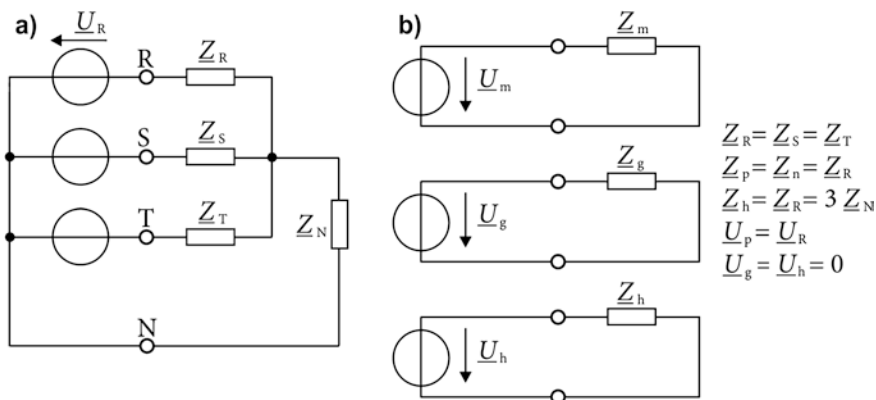 a)
U_R
R
Z_R
S
Z_S
T
Z_T
Z_N
N
b)
Z_m
U_m
Z_g
U_g
Z_h
U_h
Z_R = Z_S = Z_T
Z_p = Z_n = Z_R
Z_h = Z_R = 3 Z_N
U_p = U_R
U_g = U_h = 0